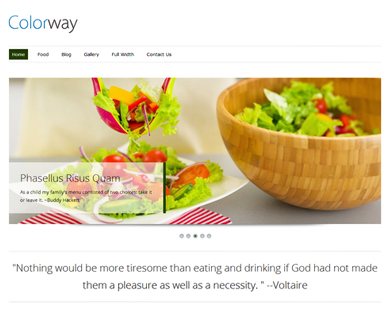 Colorway
Home Food Blog Gallery Full Width Contact Us
Phasellus Risus Quam
As a child my family's menu consisted of two choices: take it
or leave it. --Buddy Hackett
"Nothing would be more tiresome than eating and drinking if God had not made
them a pleasure as well as a necessity. " --Voltaire